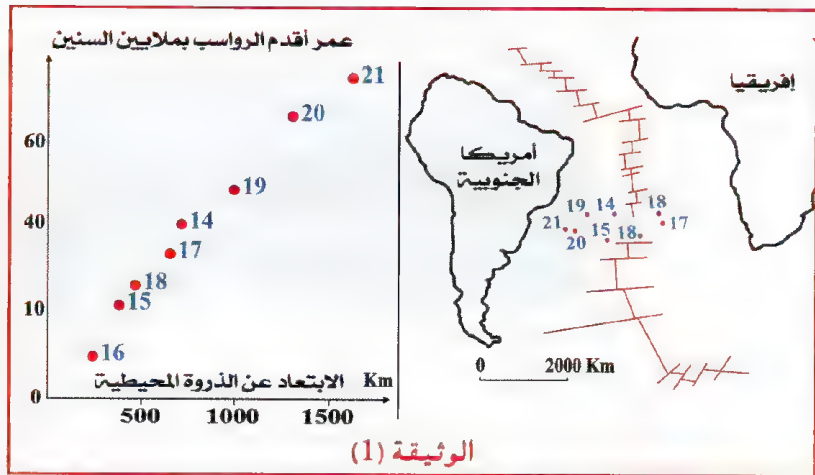 عمر أقدم الرواسب بملايين السنين
21
20
60
19
40
14
17
18
15
10
16
0
الابتعاد عن الذروة المحيطية Km
500
1000
1500
إفريقيا
أمريكا
الجنوبية
19 14 18
21 20 15 18 17
0 2000 Km
الوثيقة (1)